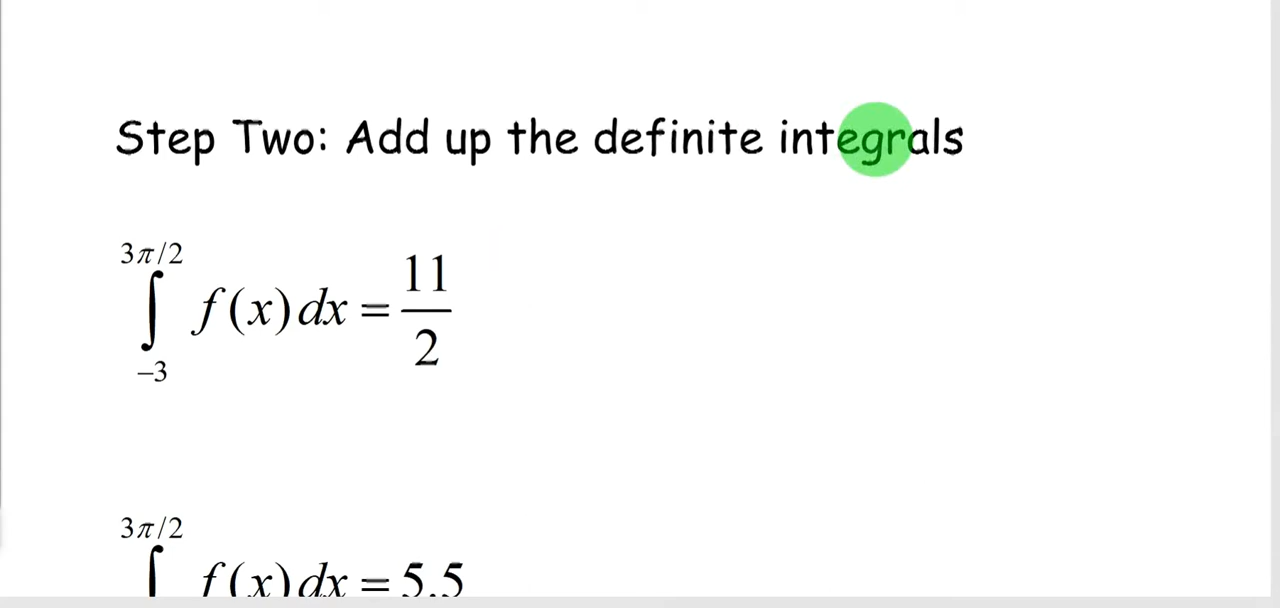 Step Two: Add up the definite integrals
3π/2
∫ f(x)dx = 11/2
−3
3π/2
∫ f(x)dx = 5.5